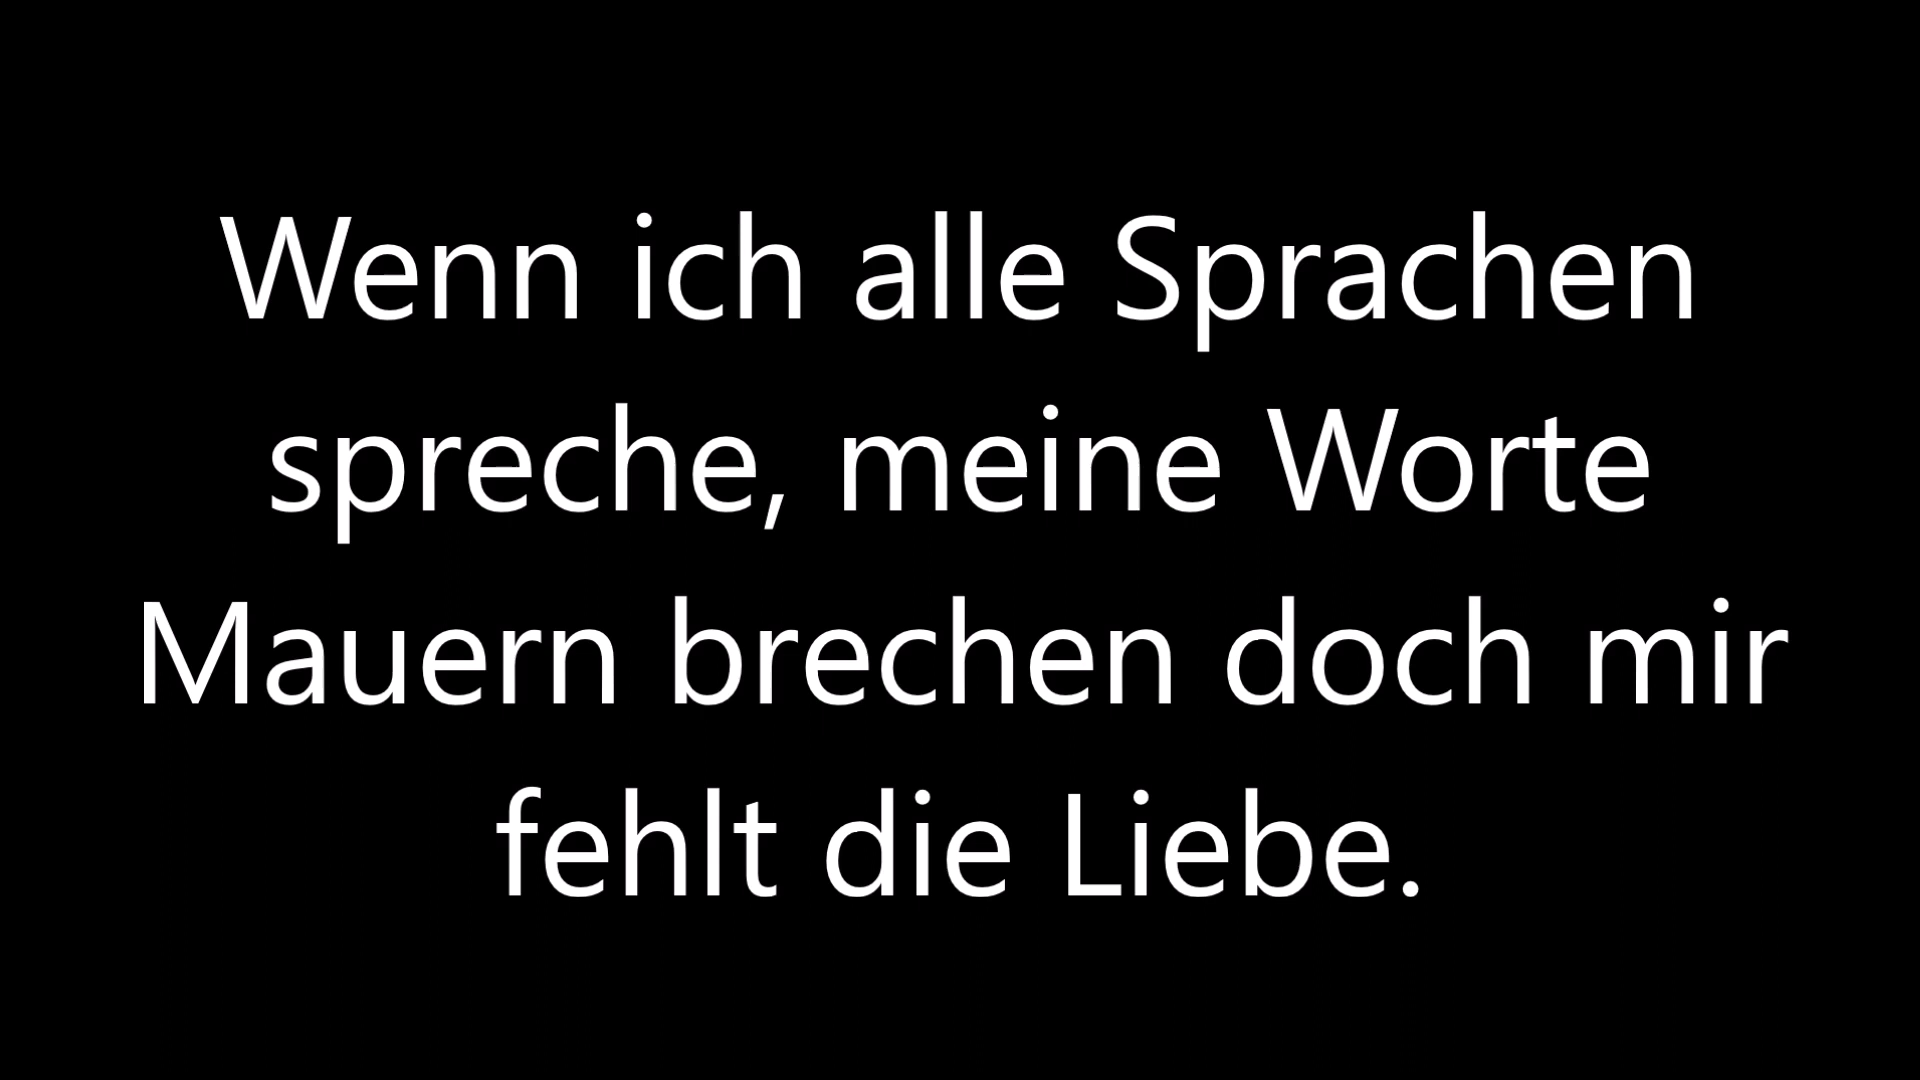 Wenn ich alle Sprachen
spreche, meine Worte
Mauern brechen doch mir
fehlt die Liebe.